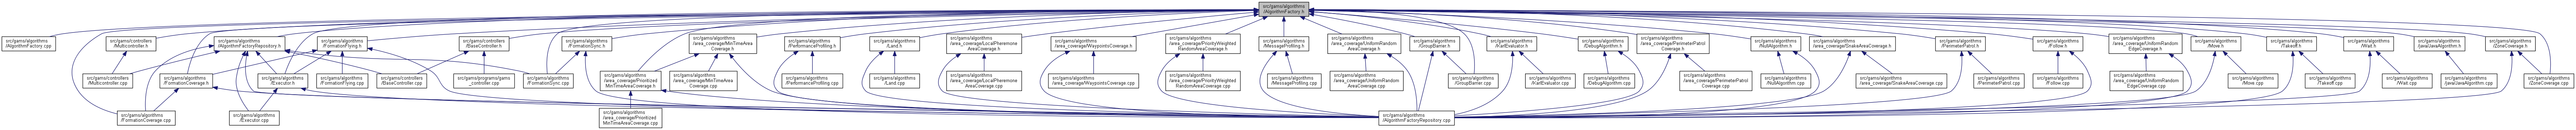 src/gams/algorithms
/AlgorithmFactory.h
src/gams/algorithms
/AlgorithmFactory.cpp
src/gams/controllers
/Multicontroller.h
src/gams/algorithms
/AlgorithmFactoryRepository.h
src/gams/algorithms
/FormationFlying.h
src/gams/controllers
/BaseController.h
src/gams/algorithms
/FormationSync.h
src/gams/algorithms
/area_coverage/MinTimeArea
Coverage.h
src/gams/algorithms
/PerformanceProfiling.h
src/gams/algorithms
/Land.h
src/gams/algorithms
/area_coverage/LocalPheremone
AreaCoverage.h
src/gams/algorithms
/area_coverage/WaypointsCoverage.h
src/gams/algorithms
/area_coverage/PriorityWeighted
RandomAreaCoverage.h
src/gams/algorithms
/MessageProfiling.h
src/gams/algorithms
/area_coverage/UniformRandom
AreaCoverage.h
src/gams/algorithms
/GroupBarrier.h
src/gams/algorithms
/KarlEvaluator.h
src/gams/algorithms
/DebugAlgorithm.h
src/gams/algorithms
/area_coverage/PerimeterPatrol
Coverage.h
src/gams/algorithms
/NullAlgorithm.h
src/gams/algorithms
/area_coverage/SnakeAreaCoverage.h
src/gams/algorithms
/PerimeterPatrol.h
src/gams/algorithms
/Follow.h
src/gams/algorithms
/area_coverage/UniformRandom
EdgeCoverage.h
src/gams/algorithms
/Move.h
src/gams/algorithms
/Takeoff.h
src/gams/algorithms
/Wait.h
src/gams/algorithms
/java/JavaAlgorithm.h
src/gams/algorithms
/ZoneCoverage.h
src/gams/controllers
/Multicontroller.cpp
src/gams/algorithms
/FormationCoverage.h
src/gams/algorithms
/Executor.h
src/gams/algorithms
/FormationFlying.cpp
src/gams/controllers
/BaseController.cpp
src/gams/programs/gams
_controller.cpp
src/gams/algorithms
/FormationSync.cpp
src/gams/algorithms
/area_coverage/Prioritized
MinTimeAreaCoverage.h
src/gams/algorithms
/area_coverage/MinTimeArea
Coverage.cpp
src/gams/algorithms
/PerformanceProfiling.cpp
src/gams/algorithms
/Land.cpp
src/gams/algorithms
/area_coverage/LocalPheremone
AreaCoverage.cpp
src/gams/algorithms
/area_coverage/WaypointsCoverage.cpp
src/gams/algorithms
/area_coverage/PriorityWeighted
RandomAreaCoverage.cpp
src/gams/algorithms
/MessageProfiling.cpp
src/gams/algorithms
/area_coverage/UniformRandom
AreaCoverage.cpp
src/gams/algorithms
/GroupBarrier.cpp
src/gams/algorithms
/KarlEvaluator.cpp
src/gams/algorithms
/DebugAlgorithm.cpp
src/gams/algorithms
/area_coverage/PerimeterPatrol
Coverage.cpp
src/gams/algorithms
/NullAlgorithm.cpp
src/gams/algorithms
/area_coverage/SnakeAreaCoverage.cpp
src/gams/algorithms
/PerimeterPatrol.cpp
src/gams/algorithms
/Follow.cpp
src/gams/algorithms
/area_coverage/UniformRandom
EdgeCoverage.cpp
src/gams/algorithms
/Move.cpp
src/gams/algorithms
/Takeoff.cpp
src/gams/algorithms
/Wait.cpp
src/gams/algorithms
/java/JavaAlgorithm.cpp
src/gams/algorithms
/ZoneCoverage.cpp
src/gams/algorithms
/FormationCoverage.cpp
src/gams/algorithms
/Executor.cpp
src/gams/algorithms
/area_coverage/Prioritized
MinTimeAreaCoverage.cpp
src/gams/algorithms
/AlgorithmFactoryRepository.cpp